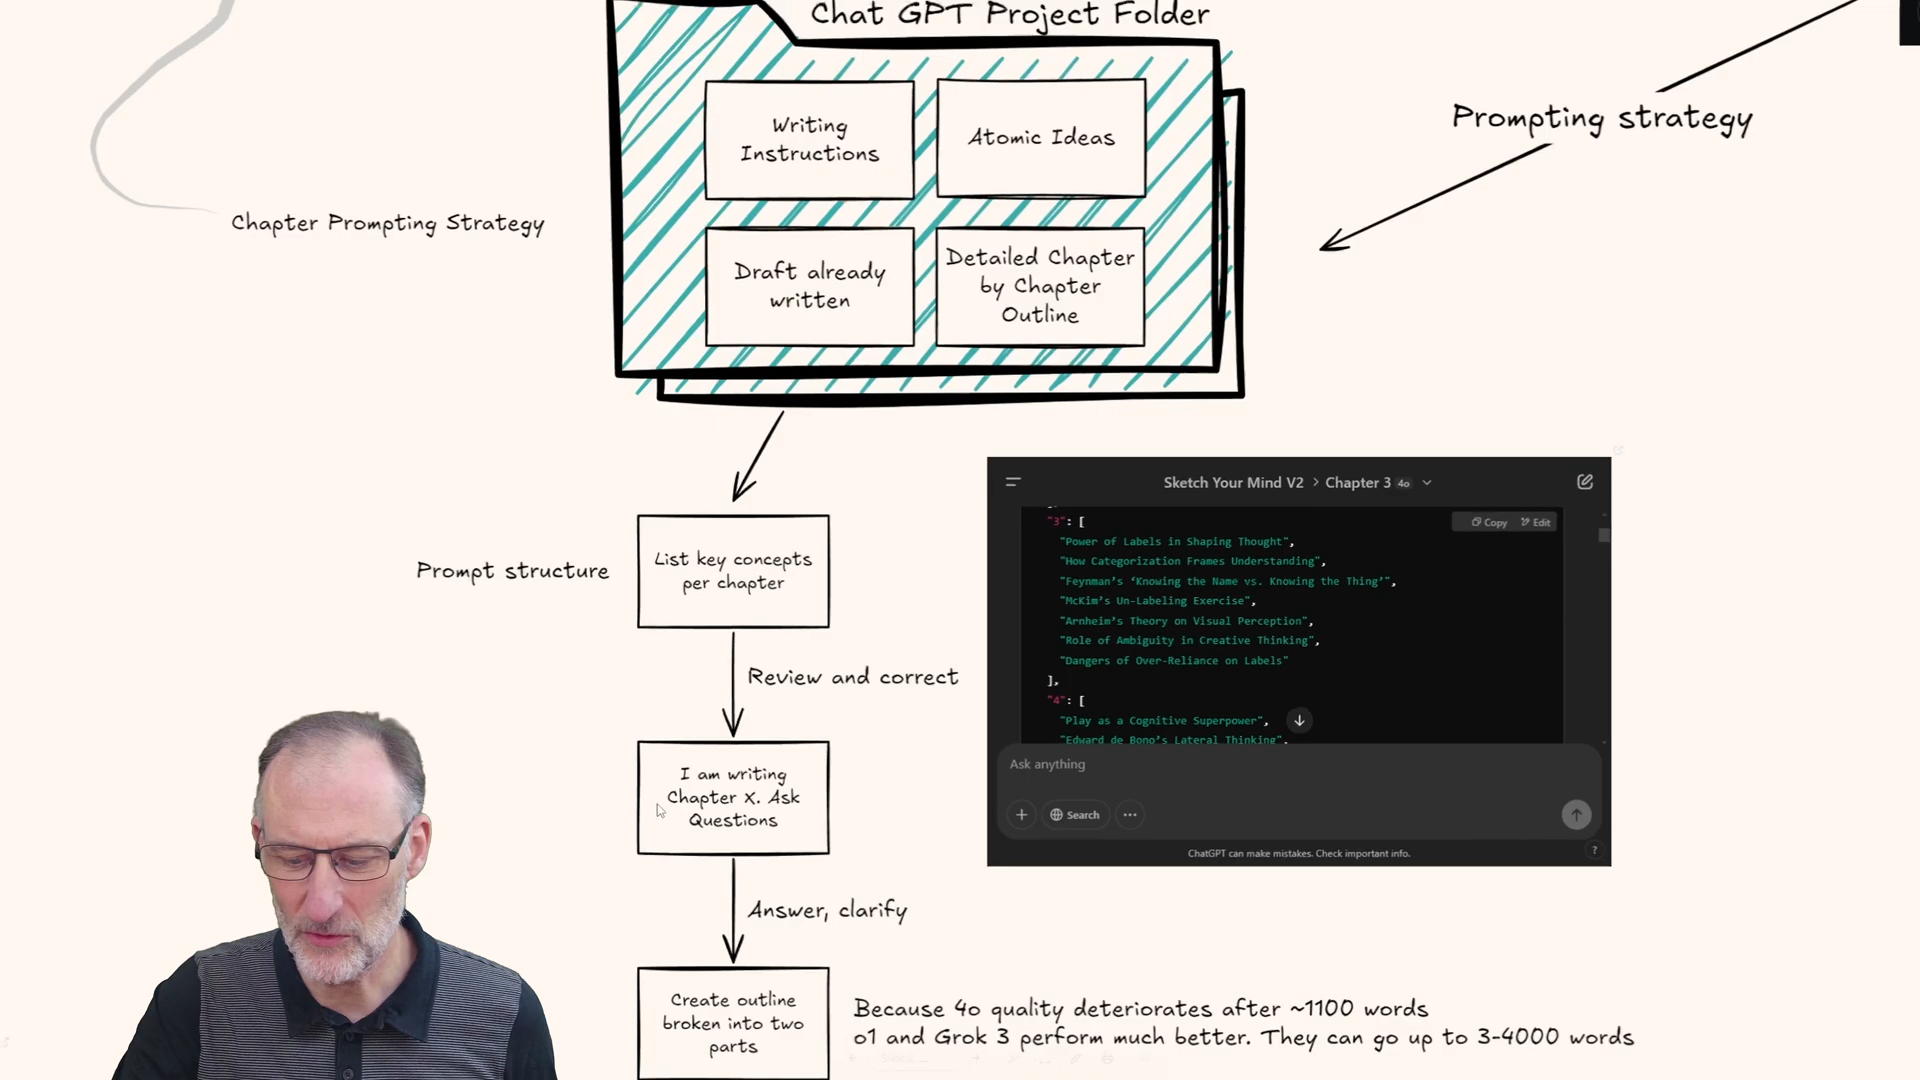 Chat GPT Project Folder
Writing
Instructions
Atomic Ideas
Draft already
written
Detailed Chapter
by Chapter
Outline
Prompting strategy
Chapter Prompting Strategy
Prompt structure
List key concepts
per chapter
Review and correct
I am writing
Chapter X. Ask
Questions
Answer, clarify
Create outline
broken into two
parts
Because 4o quality deteriorates after ~1100 words
o1 and Grok 3 perform much better. They can go up to 3-4000 words
Sketch Your Mind V2 > Chapter 3 4o
Copy Edit
"3": [
"Power of Labels in Shaping Thought",
"How Categorization Frames Understanding",
"Feynman’s ‘Knowing the Name vs. Knowing the Thing’",
"McKim’s Un-Labeling Exercise",
"Arnheim’s Theory on Visual Perception",
"Role of Ambiguity in Creative Thinking",
"Dangers of Over-Reliance on Labels"
],
"4": [
"Play as a Cognitive Superpower",
"Edward de Bono’s Lateral Thinking",
Ask anything
Search
ChatGPT can make mistakes. Check important info.
?